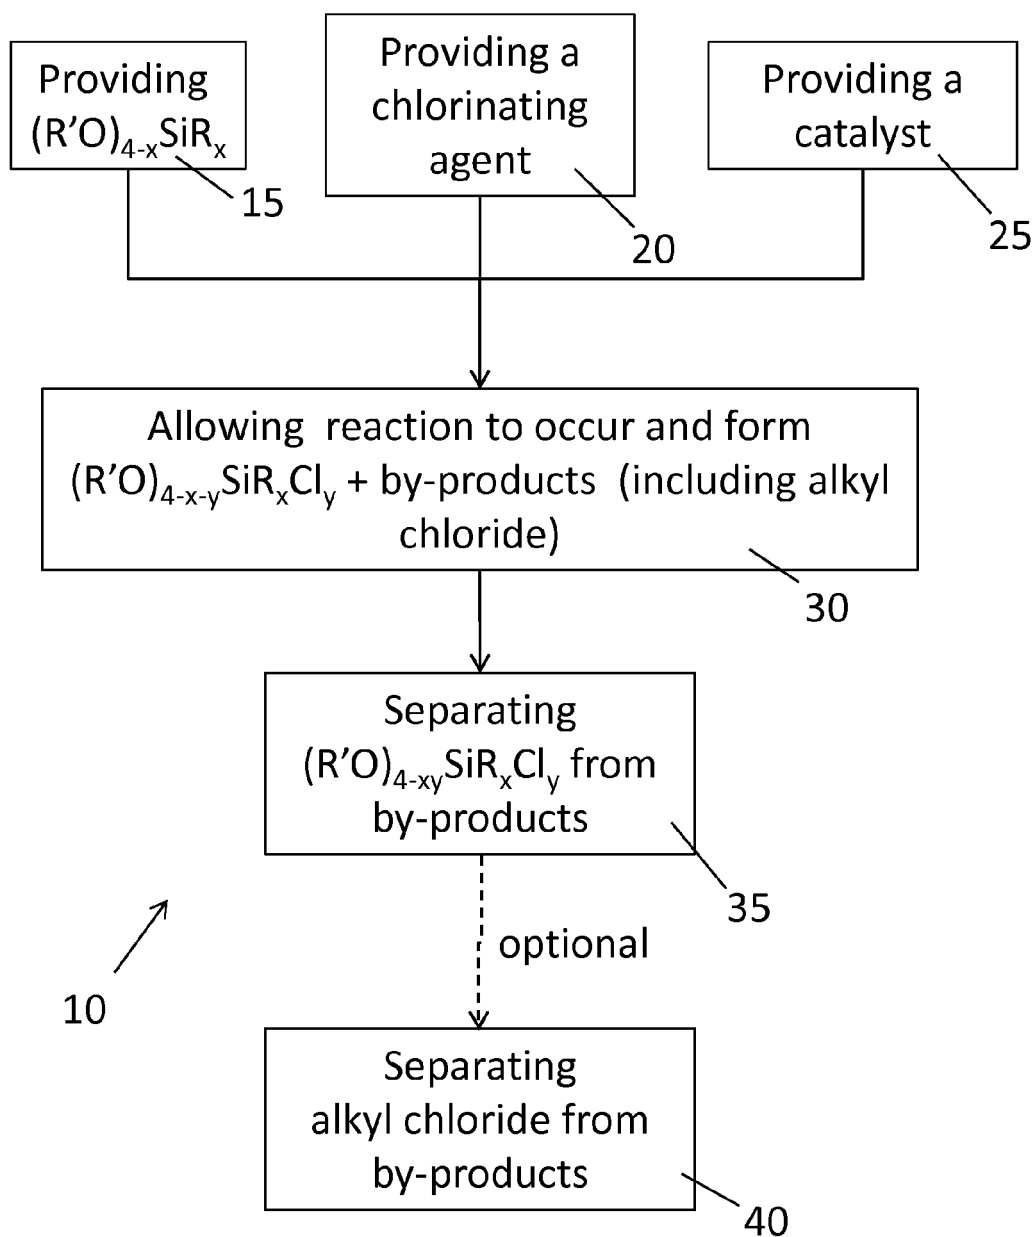 Providing
(R'O)₄₋ₓSiRₓ
15
Providing a
chlorinating
agent
20
Providing a
catalyst
25
Allowing reaction to occur and form
(R'O)₄₋ₓ₋ᵧSiRₓClᵧ + by-products (including alkyl
chloride)
30
Separating
(R'O)₄₋ₓᵧSiRₓClᵧ from
by-products
35
optional
10
Separating
alkyl chloride from
by-products
40